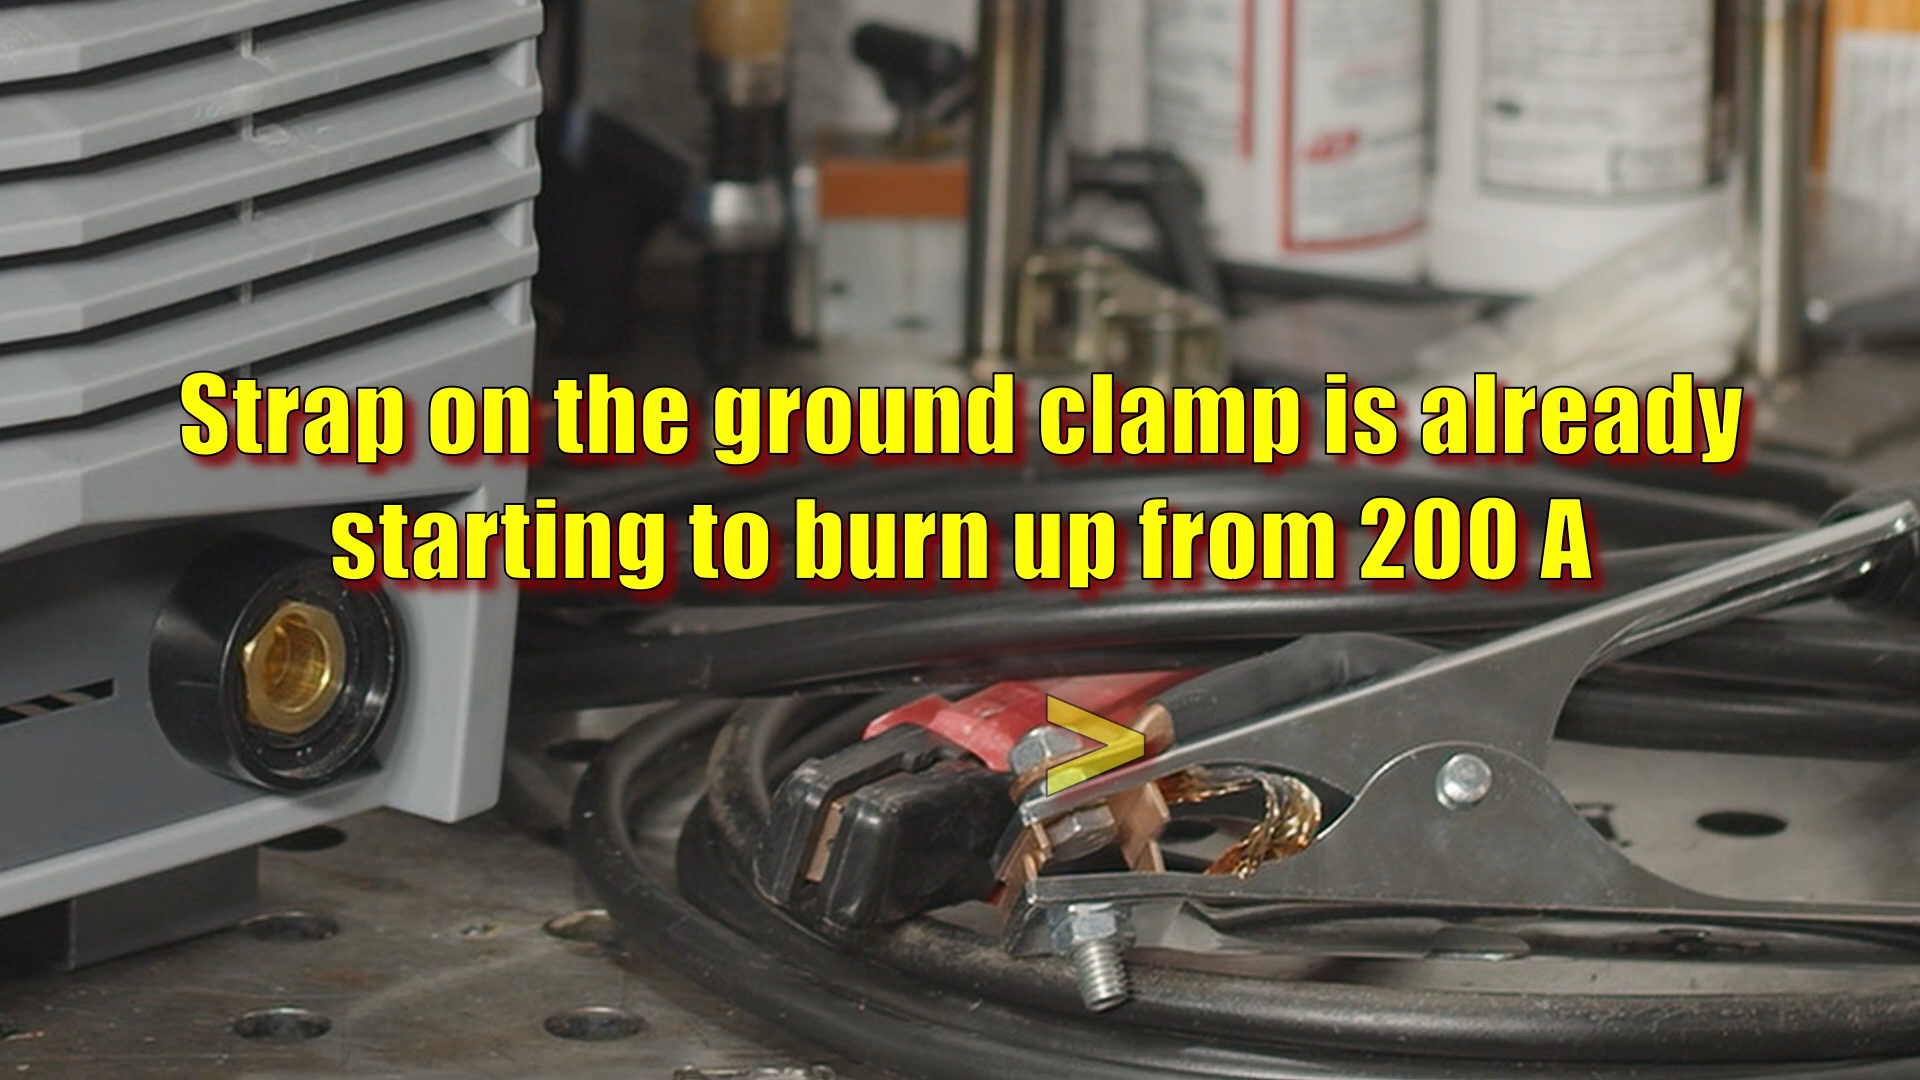 Strap on the ground clamp is already
starting to burn up from 200 A
>